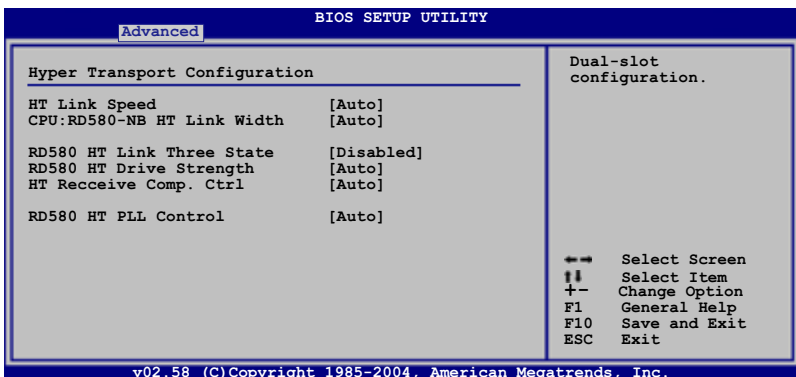 BIOS SETUP UTILITY
Advanced
Hyper Transport Configuration
HT Link Speed [Auto]
CPU:RD580-NB HT Link Width [Auto]
RD580 HT Link Three State [Disabled]
RD580 HT Drive Strength [Auto]
HT Recceive Comp. Ctrl [Auto]
RD580 HT PLL Control [Auto]
Dual-slot
configuration.
Select Screen
Select Item
+- Change Option
F1 General Help
F10 Save and Exit
ESC Exit
v02.58 (C)Copyright 1985-2004, American Megatrends, Inc.